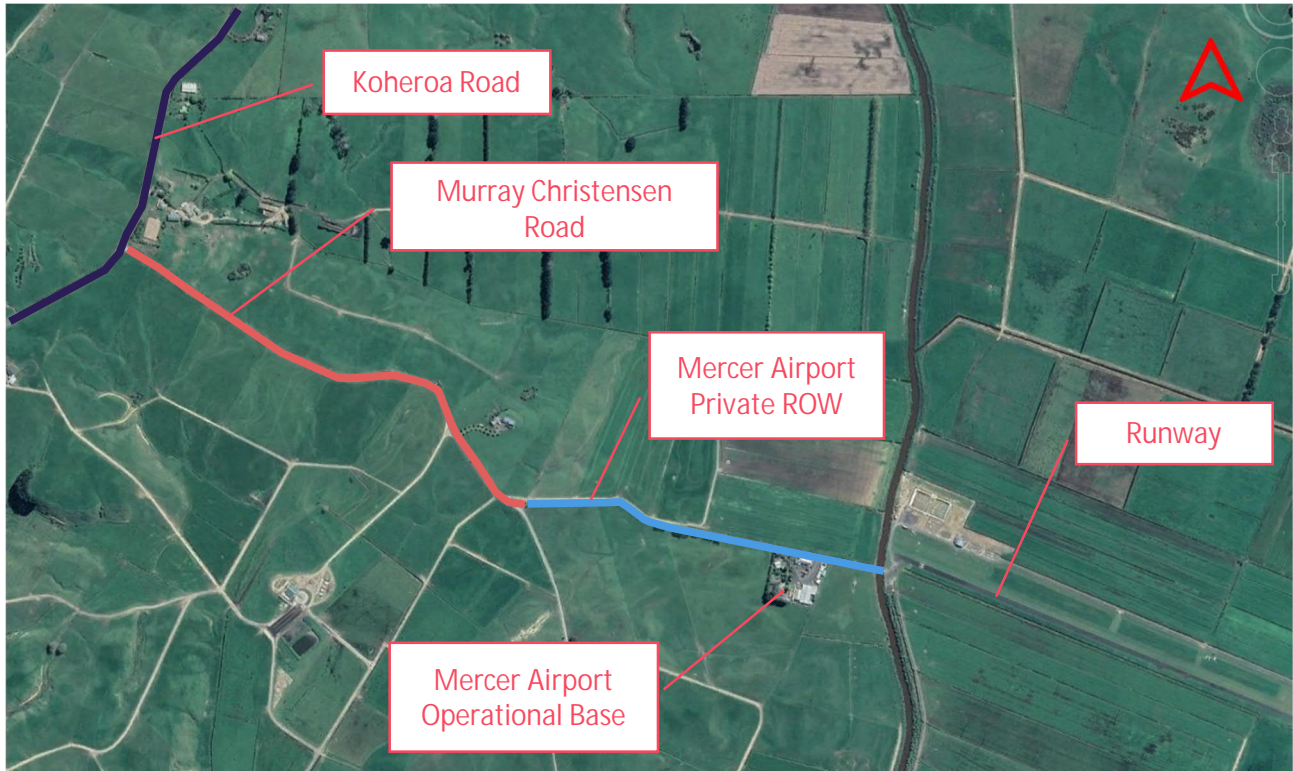 Koheroa Road
Murray Christensen
Road
Mercer Airport
Private ROW
Runway
Mercer Airport
Operational Base